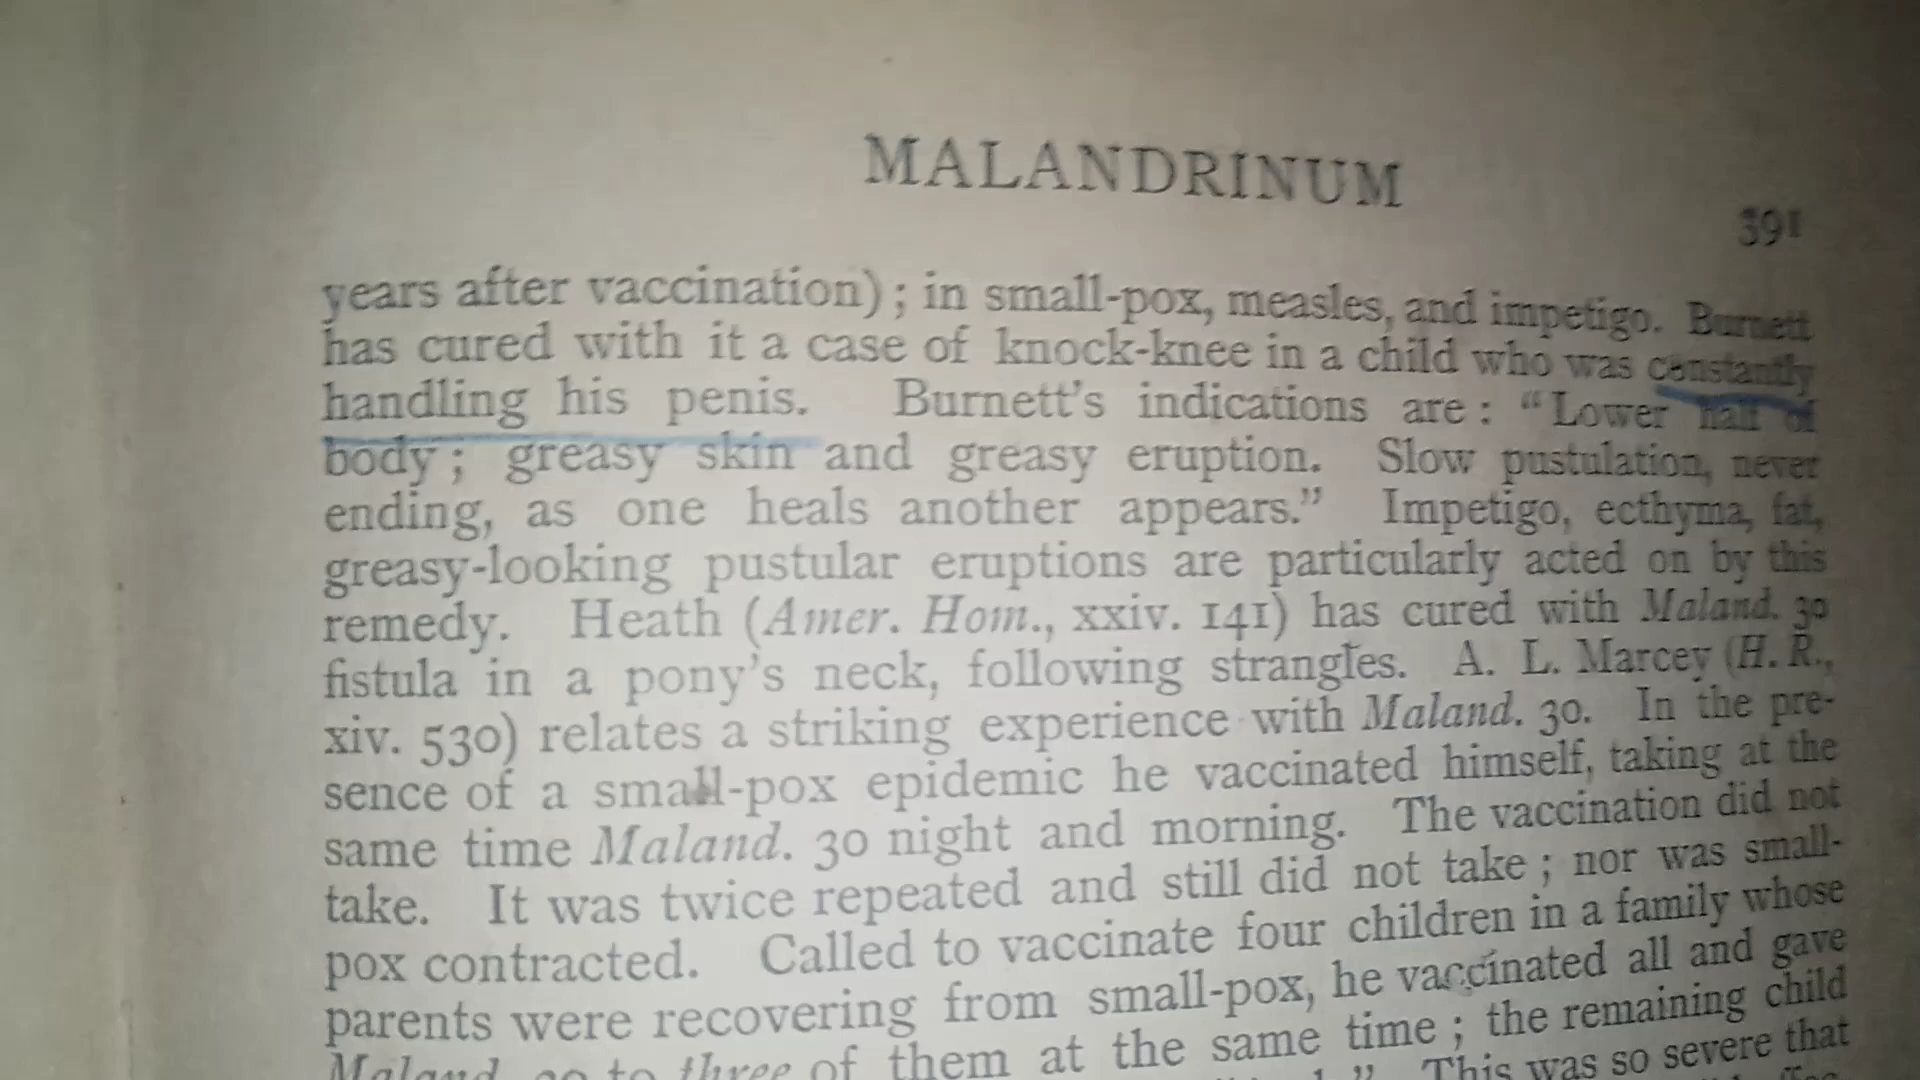 MALANDRINUM
391
years after vaccination) ; in small-pox, measles, and impetigo. Burnett
has cured with it a case of knock-knee in a child who was constantly
handling his penis. Burnett's indications are : “Lower half of
body ; greasy skin and greasy eruption. Slow pustulation, never
ending, as one heals another appears.” Impetigo, ecthyma, fat,
greasy-looking pustular eruptions are particularly acted on by this
remedy. Heath (Amer. Hom., xxiv. 141) has cured with Maland. 30
fistula in a pony's neck, following strangles. A. L. Marcey (H. R.,
xiv. 530) relates a striking experience with Maland. 30. In the pre-
sence of a small-pox epidemic he vaccinated himself, taking at the
same time Maland. 30 night and morning. The vaccination did not
take. It was twice repeated and still did not take ; nor was small-
pox contracted. Called to vaccinate four children in a family whose
parents were recovering from small-pox, he vaccinated all and gave
Maland. 30 to three of them at the same time ; the remaining child
” This was so severe that